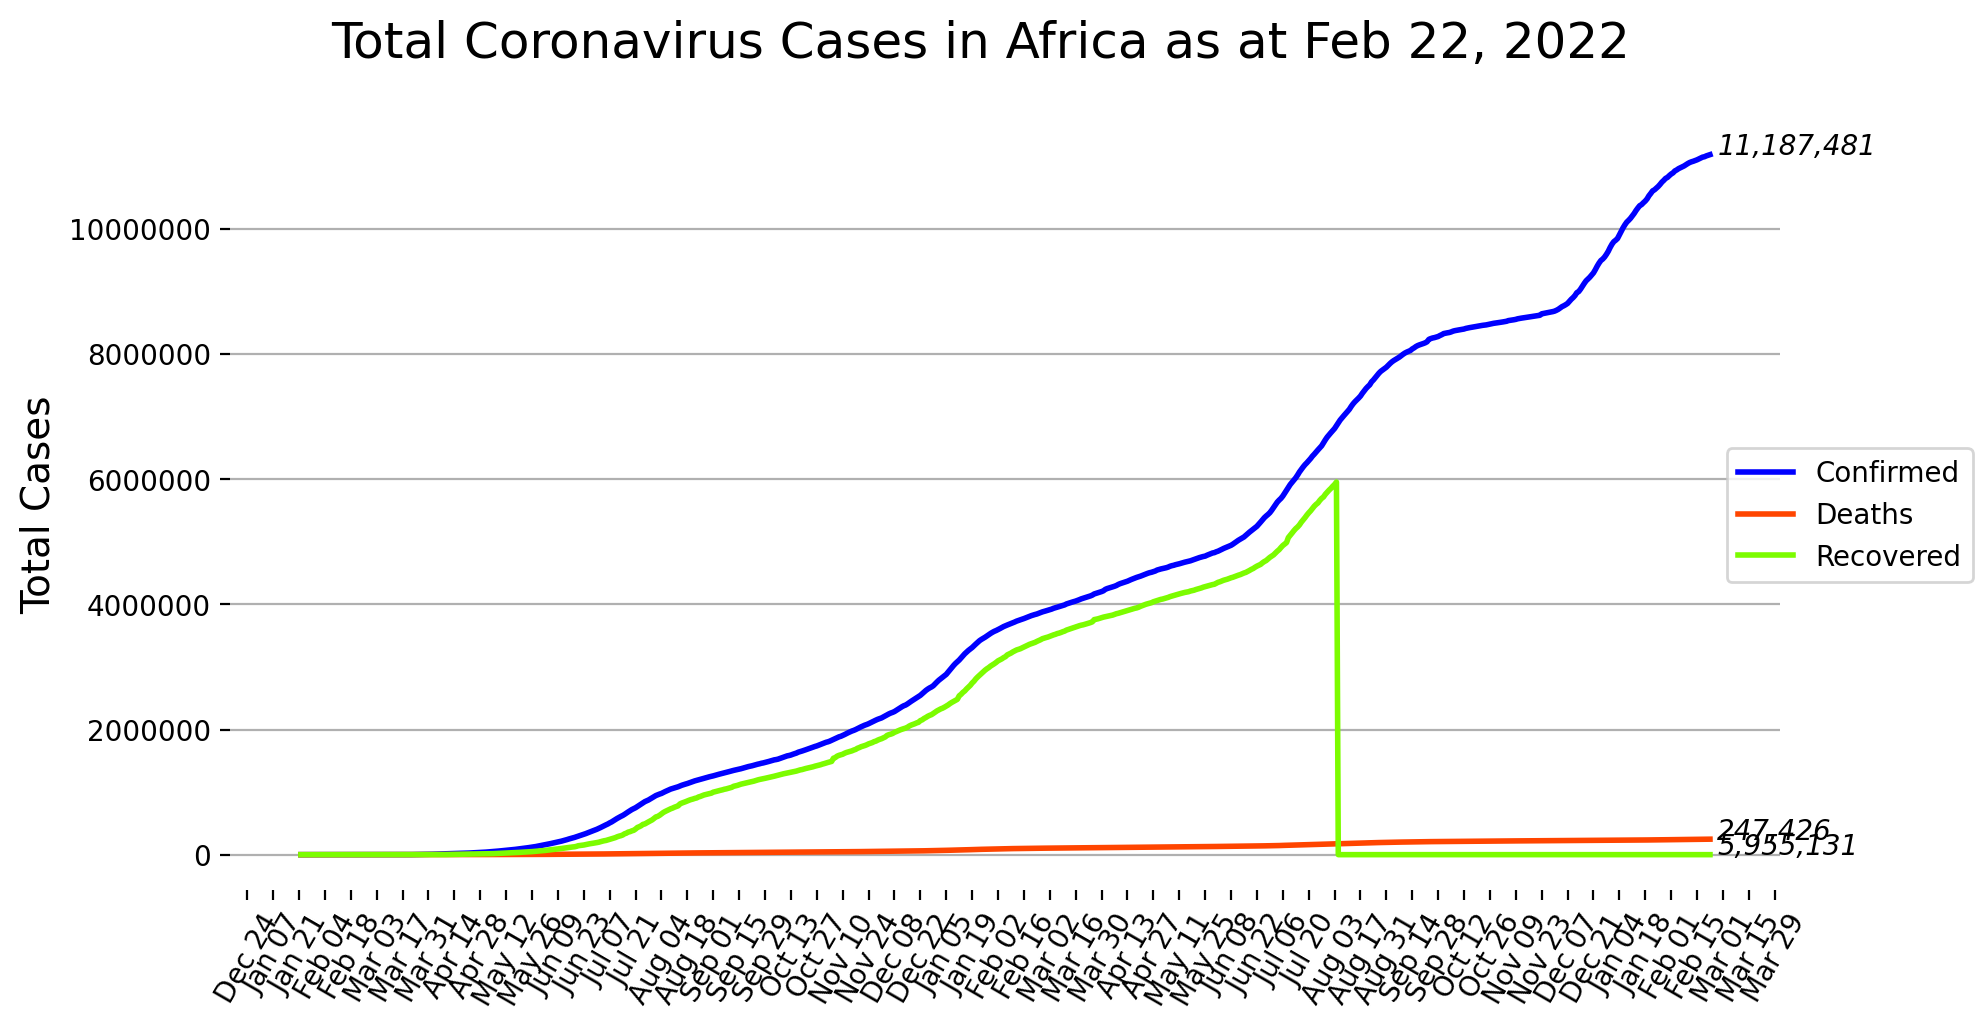 Total Coronavirus Cases in Africa as at Feb 22, 2022
Total Cases
10000000
8000000
6000000
4000000
2000000
0
11,187,481
247,426
5,955,131
Confirmed
Deaths
Recovered
Dec 24
Jan 07
Jan 21
Feb 04
Feb 18
Mar 03
Mar 17
Mar 31
Apr 14
Apr 28
May 12
May 26
Jun 09
Jun 23
Jul 07
Jul 21
Aug 04
Aug 18
Sep 01
Sep 15
Sep 29
Oct 13
Oct 27
Nov 10
Nov 24
Dec 08
Dec 22
Jan 05
Jan 19
Feb 02
Feb 16
Mar 02
Mar 16
Mar 30
Apr 13
Apr 27
May 11
May 25
Jun 08
Jun 22
Jul 06
Jul 20
Aug 03
Aug 17
Aug 31
Sep 14
Sep 28
Oct 12
Oct 26
Nov 09
Nov 23
Dec 07
Dec 21
Jan 04
Jan 18
Feb 01
Feb 15
Mar 01
Mar 15
Mar 29